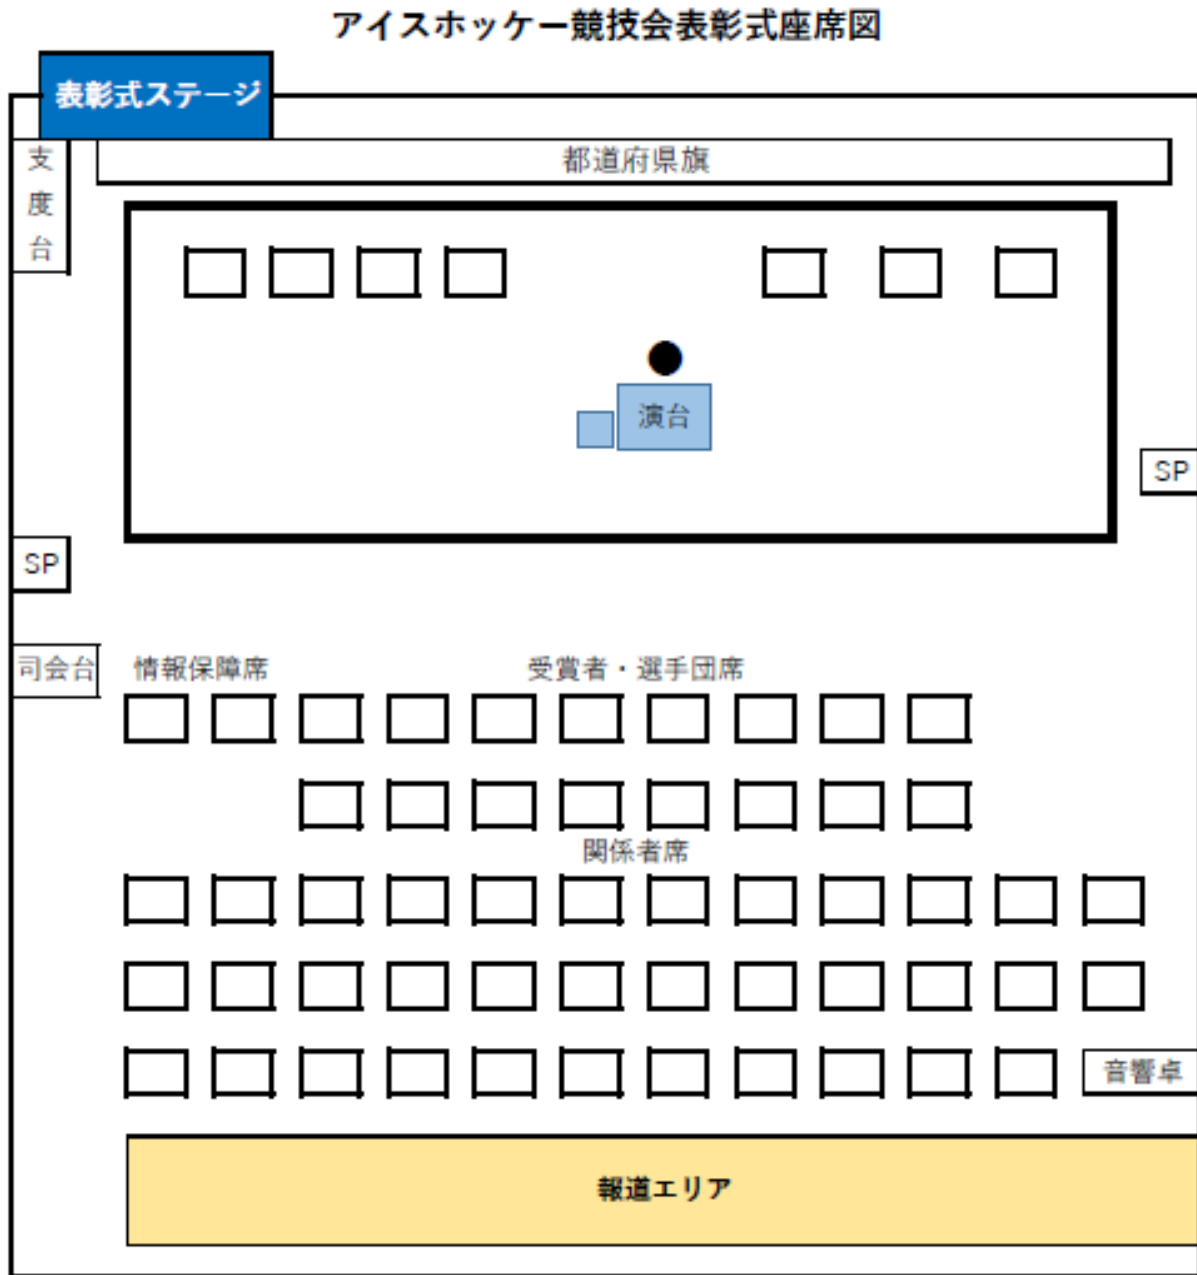 アイスホッケー競技会表彰式座席図
表彰式ステージ
支度台
都道府県旗
演台
SP
SP
司会台
情報保障席
受賞者・選手団席
関係者席
音響卓
報道エリア